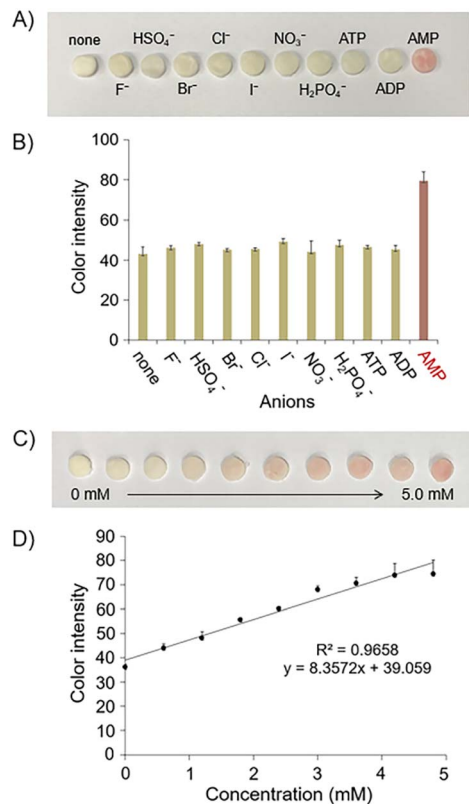 A)
none HSO₄⁻ Cl⁻ NO₃⁻ ATP AMP
F⁻ Br⁻ I⁻ H₂PO₄⁻ ADP
B)
100
80
60
40
20
0
Color intensity
none F⁻ HSO₄⁻ Br⁻ Cl⁻ I⁻ NO₃⁻ H₂PO₄⁻ ATP ADP AMP
Anions
C)
0 mM 5.0 mM
D)
90
80
70
60
50
40
30
20
10
0
Color intensity
R² = 0.9658
y = 8.3572x + 39.059
0 1 2 3 4 5
Concentration (mM)